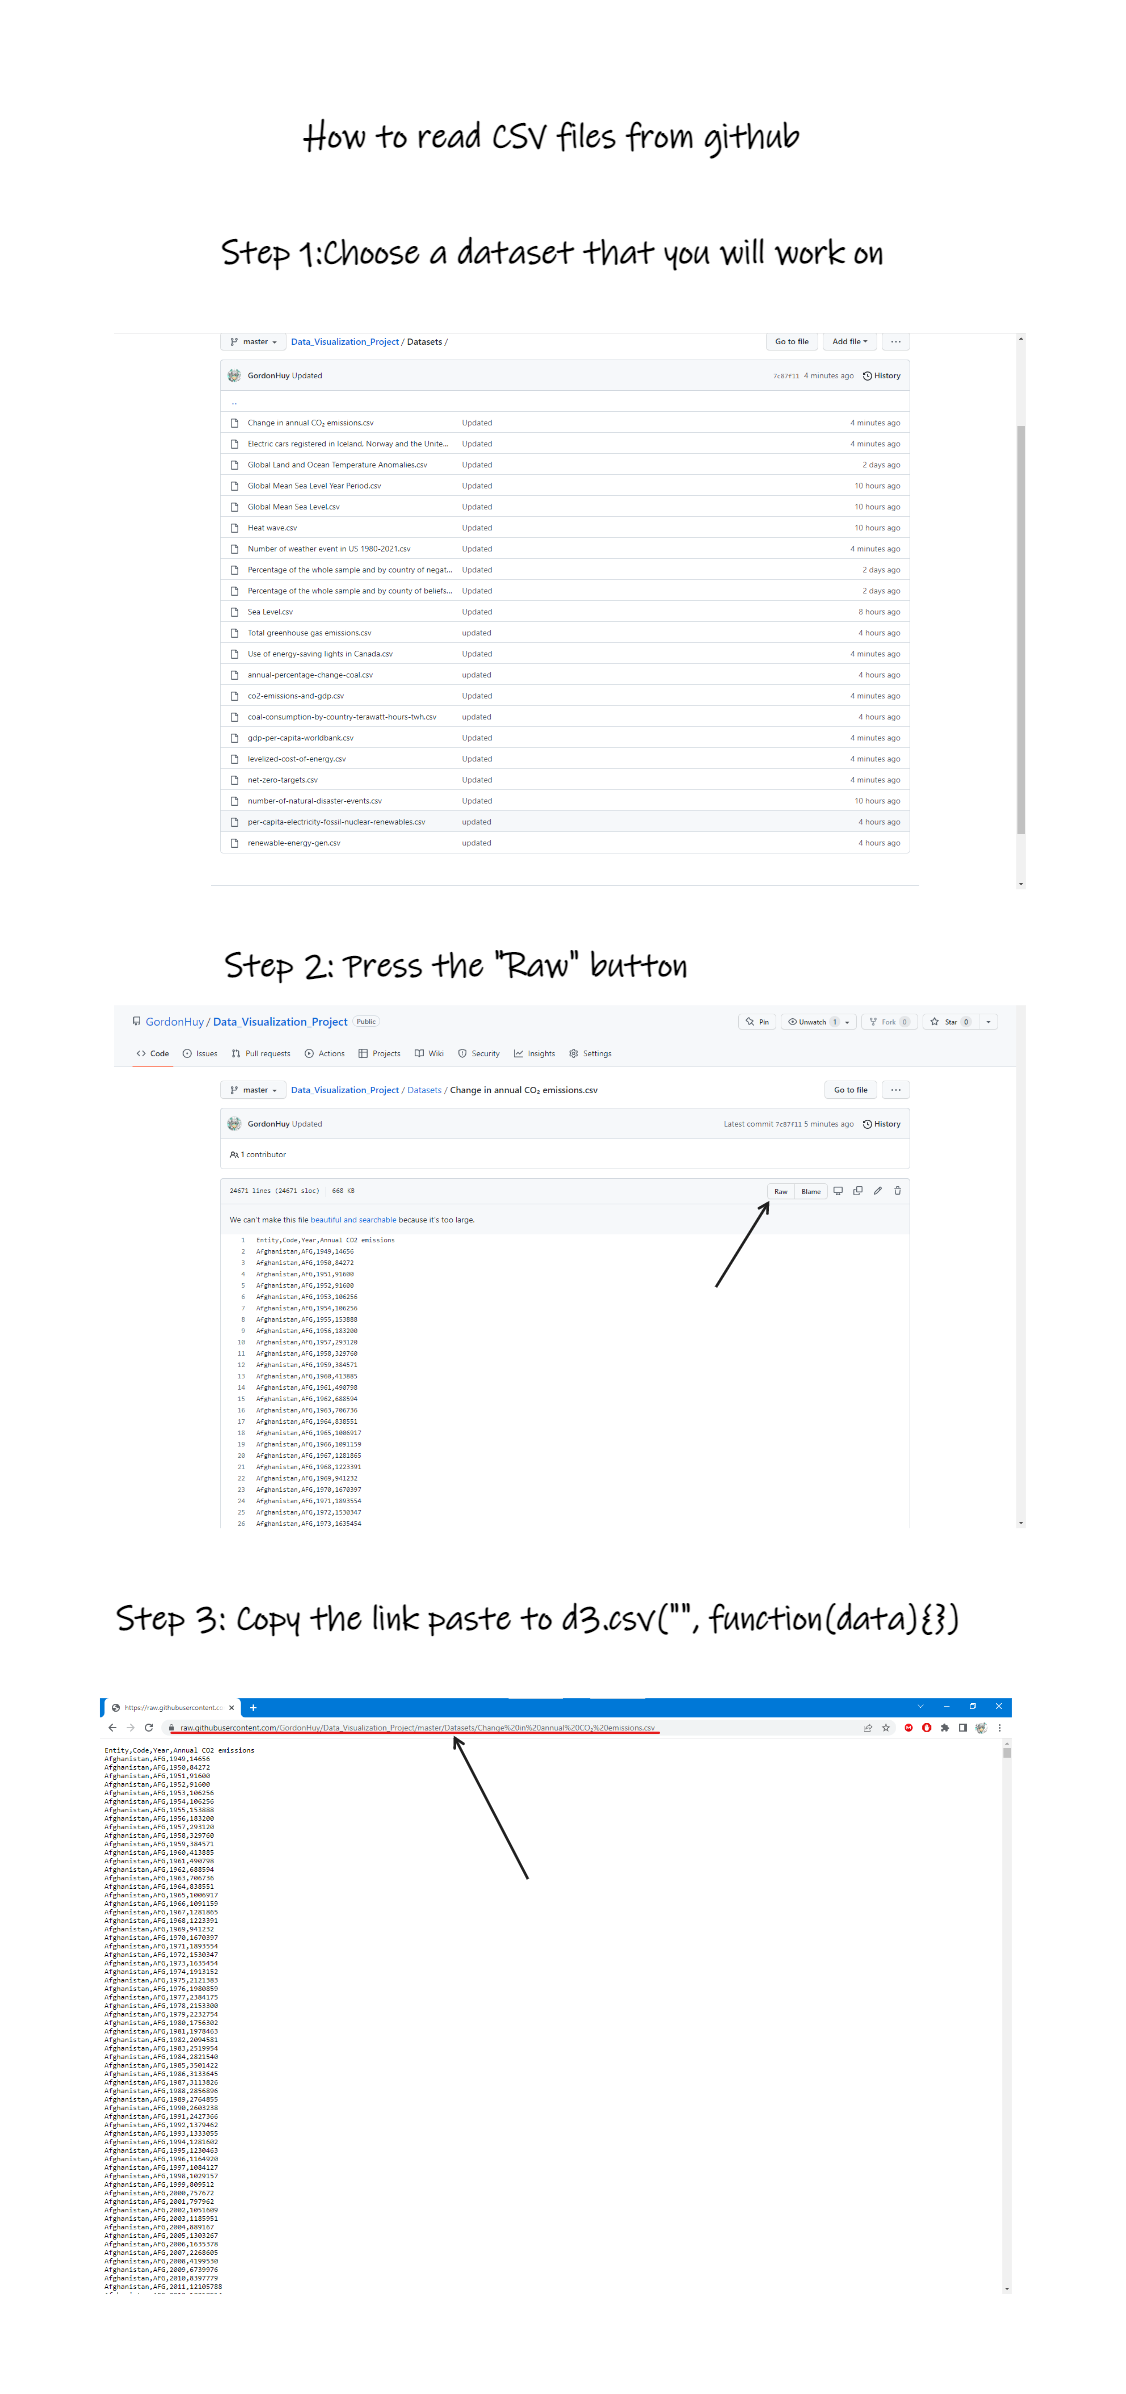 How to read CSV files from github
Step 1:Choose a dataset that you will work on
master Data_Visualization_Project / Datasets / Go to file Add file ...
GordonHuy Updated 7c87f11 4 minutes ago History
..
Change in annual CO₂ emissions.csv Updated 4 minutes ago
Electric cars registered in Iceland, Norway and the Unite... Updated 4 minutes ago
Global Land and Ocean Temperature Anomalies.csv Updated 2 days ago
Global Mean Sea Level Year Period.csv Updated 10 hours ago
Global Mean Sea Level.csv Updated 10 hours ago
Heat wave.csv Updated 10 hours ago
Number of weather event in US 1980-2021.csv Updated 4 minutes ago
Percentage of the whole sample and by country of negat... Updated 2 days ago
Percentage of the whole sample and by county of beliefs... Updated 2 days ago
Sea Level.csv Updated 8 hours ago
Total greenhouse gas emissions.csv updated 4 hours ago
Use of energy-saving lights in Canada.csv Updated 4 minutes ago
annual-percentage-change-coal.csv updated 4 hours ago
co2-emissions-and-gdp.csv Updated 4 minutes ago
coal-consumption-by-country-terawatt-hours-twh.csv updated 4 hours ago
gdp-per-capita-worldbank.csv Updated 4 minutes ago
levelized-cost-of-energy.csv Updated 4 minutes ago
net-zero-targets.csv Updated 4 minutes ago
number-of-natural-disaster-events.csv Updated 10 hours ago
per-capita-electricity-fossil-nuclear-renewables.csv updated 4 hours ago
renewable-energy-gen.csv updated 4 hours ago
Step 2: Press the "Raw" button
GordonHuy / Data_Visualization_Project Public Pin Unwatch 1 Fork 0 Star 0
Code Issues Pull requests Actions Projects Wiki Security Insights Settings
master Data_Visualization_Project / Datasets / Change in annual CO₂ emissions.csv Go to file ...
GordonHuy Updated Latest commit 7c87f11 5 minutes ago History
1 contributor
24671 lines (24671 sloc) 668 KB Raw Blame
We can't make this file beautiful and searchable because it's too large.
1 Entity,Code,Year,Annual CO2 emissions
2 Afghanistan,AFG,1949,14656
3 Afghanistan,AFG,1950,84272
4 Afghanistan,AFG,1951,91600
5 Afghanistan,AFG,1952,91600
6 Afghanistan,AFG,1953,106256
7 Afghanistan,AFG,1954,106256
8 Afghanistan,AFG,1955,153888
9 Afghanistan,AFG,1956,183200
10 Afghanistan,AFG,1957,293120
11 Afghanistan,AFG,1958,329760
12 Afghanistan,AFG,1959,384571
13 Afghanistan,AFG,1960,413885
14 Afghanistan,AFG,1961,490798
15 Afghanistan,AFG,1962,688594
16 Afghanistan,AFG,1963,706736
17 Afghanistan,AFG,1964,838551
18 Afghanistan,AFG,1965,1006917
19 Afghanistan,AFG,1966,1091159
20 Afghanistan,AFG,1967,1281865
21 Afghanistan,AFG,1968,1223391
22 Afghanistan,AFG,1969,941232
23 Afghanistan,AFG,1970,1670397
24 Afghanistan,AFG,1971,1893554
25 Afghanistan,AFG,1972,1530347
26 Afghanistan,AFG,1973,1635454
Step 3: Copy the link paste to d3.csv("", function(data){})
https://raw.githubusercontent.co
raw.githubusercontent.com/GordonHuy/Data_Visualization_Project/master/Datasets/Change%20in%20annual%20CO₂%20emissions.csv
Entity,Code,Year,Annual CO2 emissions
Afghanistan,AFG,1949,14656
Afghanistan,AFG,1950,84272
Afghanistan,AFG,1951,91600
Afghanistan,AFG,1952,91600
Afghanistan,AFG,1953,106256
Afghanistan,AFG,1954,106256
Afghanistan,AFG,1955,153888
Afghanistan,AFG,1956,183200
Afghanistan,AFG,1957,293120
Afghanistan,AFG,1958,329760
Afghanistan,AFG,1959,384571
Afghanistan,AFG,1960,413885
Afghanistan,AFG,1961,490798
Afghanistan,AFG,1962,688594
Afghanistan,AFG,1963,706736
Afghanistan,AFG,1964,838551
Afghanistan,AFG,1965,1006917
Afghanistan,AFG,1966,1091159
Afghanistan,AFG,1967,1281865
Afghanistan,AFG,1968,1223391
Afghanistan,AFG,1969,941232
Afghanistan,AFG,1970,1670397
Afghanistan,AFG,1971,1893554
Afghanistan,AFG,1972,1530347
Afghanistan,AFG,1973,1635454
Afghanistan,AFG,1974,1913152
Afghanistan,AFG,1975,2121383
Afghanistan,AFG,1976,1980859
Afghanistan,AFG,1977,2384175
Afghanistan,AFG,1978,2153300
Afghanistan,AFG,1979,2232754
Afghanistan,AFG,1980,1756302
Afghanistan,AFG,1981,1978463
Afghanistan,AFG,1982,2094581
Afghanistan,AFG,1983,2519954
Afghanistan,AFG,1984,2821540
Afghanistan,AFG,1985,3501422
Afghanistan,AFG,1986,3133645
Afghanistan,AFG,1987,3113826
Afghanistan,AFG,1988,2856896
Afghanistan,AFG,1989,2764855
Afghanistan,AFG,1990,2603238
Afghanistan,AFG,1991,2427366
Afghanistan,AFG,1992,1379462
Afghanistan,AFG,1993,1333055
Afghanistan,AFG,1994,1281602
Afghanistan,AFG,1995,1230463
Afghanistan,AFG,1996,1164920
Afghanistan,AFG,1997,1084127
Afghanistan,AFG,1998,1029157
Afghanistan,AFG,1999,809512
Afghanistan,AFG,2000,757672
Afghanistan,AFG,2001,797962
Afghanistan,AFG,2002,1051609
Afghanistan,AFG,2003,1185951
Afghanistan,AFG,2004,889167
Afghanistan,AFG,2005,1303267
Afghanistan,AFG,2006,1635378
Afghanistan,AFG,2007,2268605
Afghanistan,AFG,2008,4199530
Afghanistan,AFG,2009,6739976
Afghanistan,AFG,2010,8397779
Afghanistan,AFG,2011,12105788